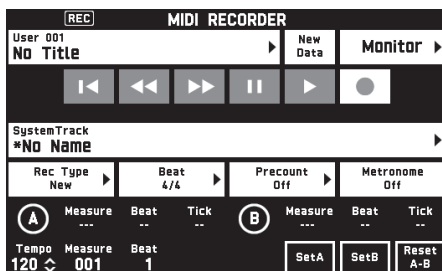 REC MIDI RECORDER
User 001
No Title
New
Data
Monitor
SystemTrack
*No Name
Rec Type
New
Beat
4/4
Precount
Off
Metronome
Off
A Measure Beat Tick B Measure Beat Tick
--- -- -- --- -- --
Tempo Measure Beat
120 001 1
SetA SetB Reset
A-B